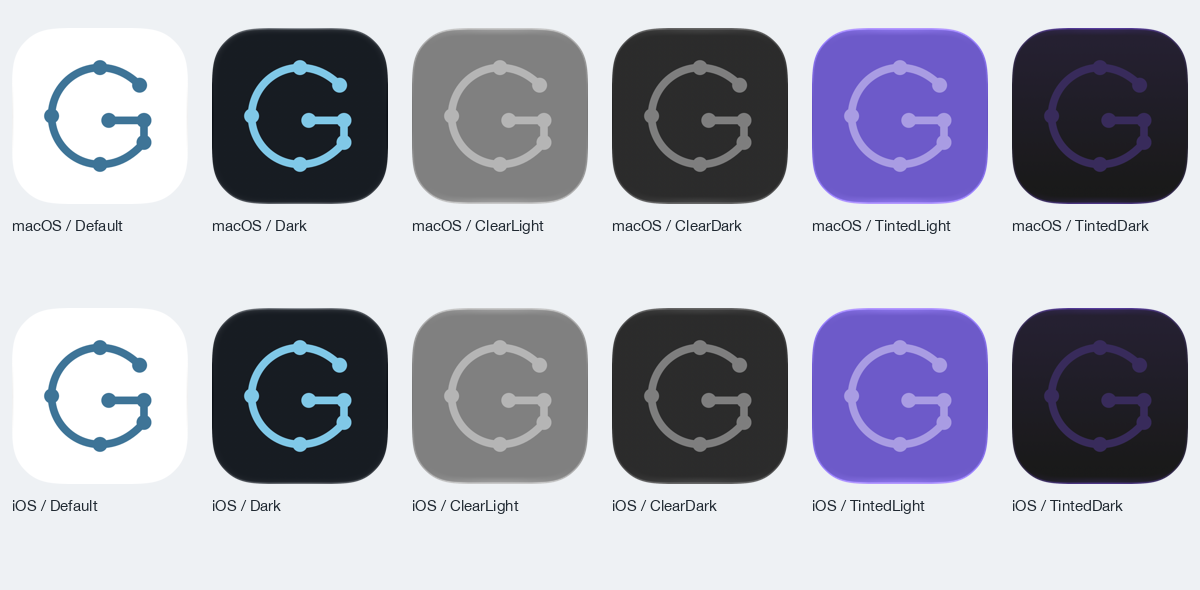 macOS / Default
macOS / Dark
macOS / ClearLight
macOS / ClearDark
macOS / TintedLight
macOS / TintedDark
iOS / Default
iOS / Dark
iOS / ClearLight
iOS / ClearDark
iOS / TintedLight
iOS / TintedDark